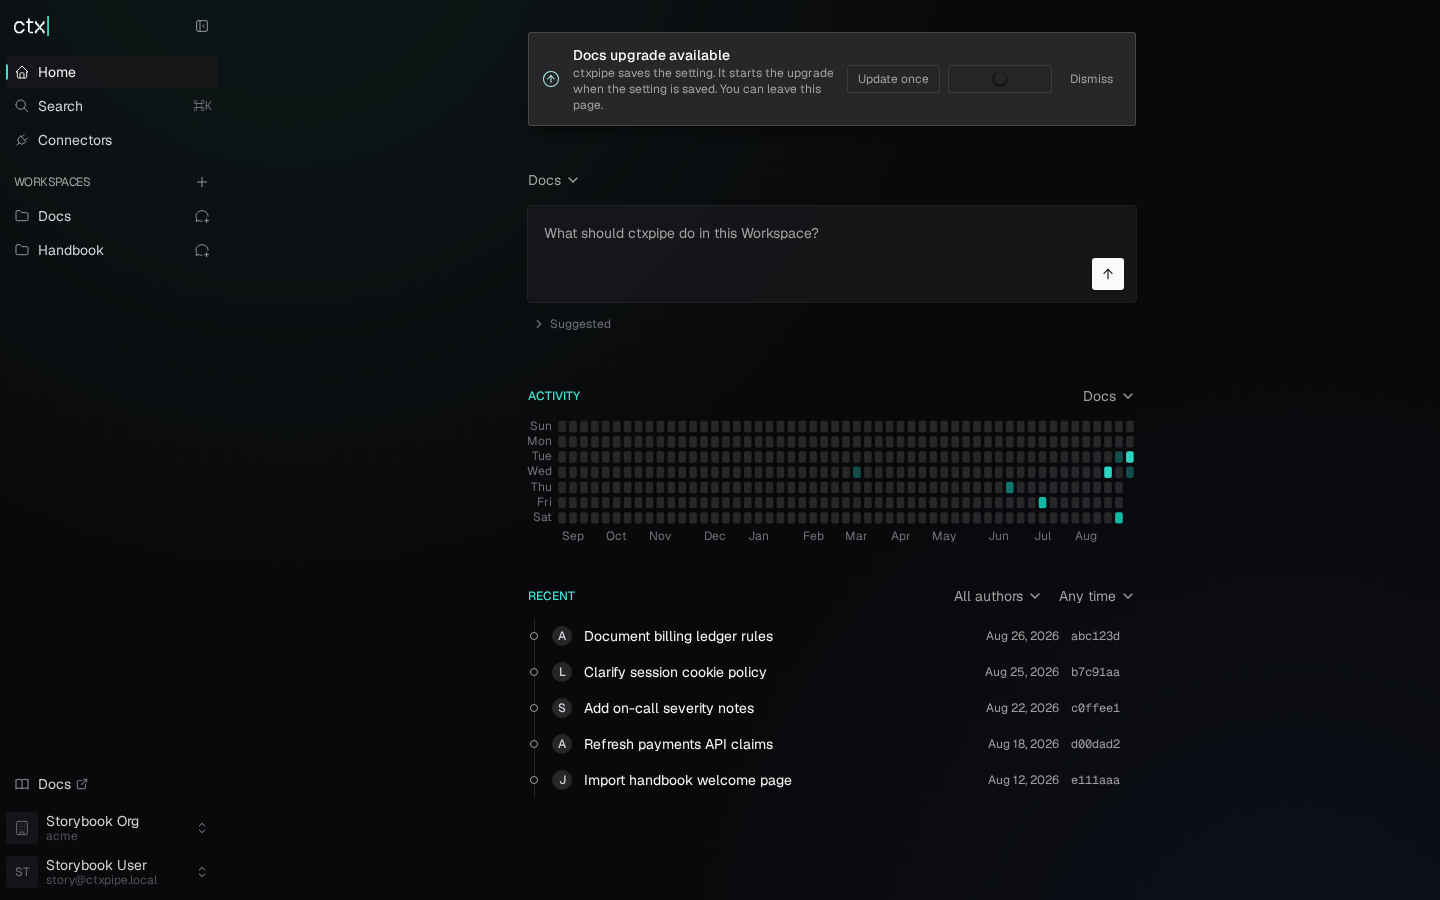 ctx
Home
Search ⌘K
Connectors
WORKSPACES
Docs
Handbook
Docs
Storybook Org
acme
ST
Storybook User
story@ctxpipe.local
Docs upgrade available
ctxpipe saves the setting. It starts the upgrade
when the setting is saved. You can leave this
page.
Update once
Dismiss
Docs
What should ctxpipe do in this Workspace?
Suggested
ACTIVITY
Docs
Sun
Mon
Tue
Wed
Thu
Fri
Sat
Sep Oct Nov Dec Jan Feb Mar Apr May Jun Jul Aug
RECENT
All authors
Any time
A Document billing ledger rules Aug 26, 2026 abc123d
L Clarify session cookie policy Aug 25, 2026 b7c91aa
S Add on-call severity notes Aug 22, 2026 c0ffee1
A Refresh payments API claims Aug 18, 2026 d00dad2
J Import handbook welcome page Aug 12, 2026 e111aaa